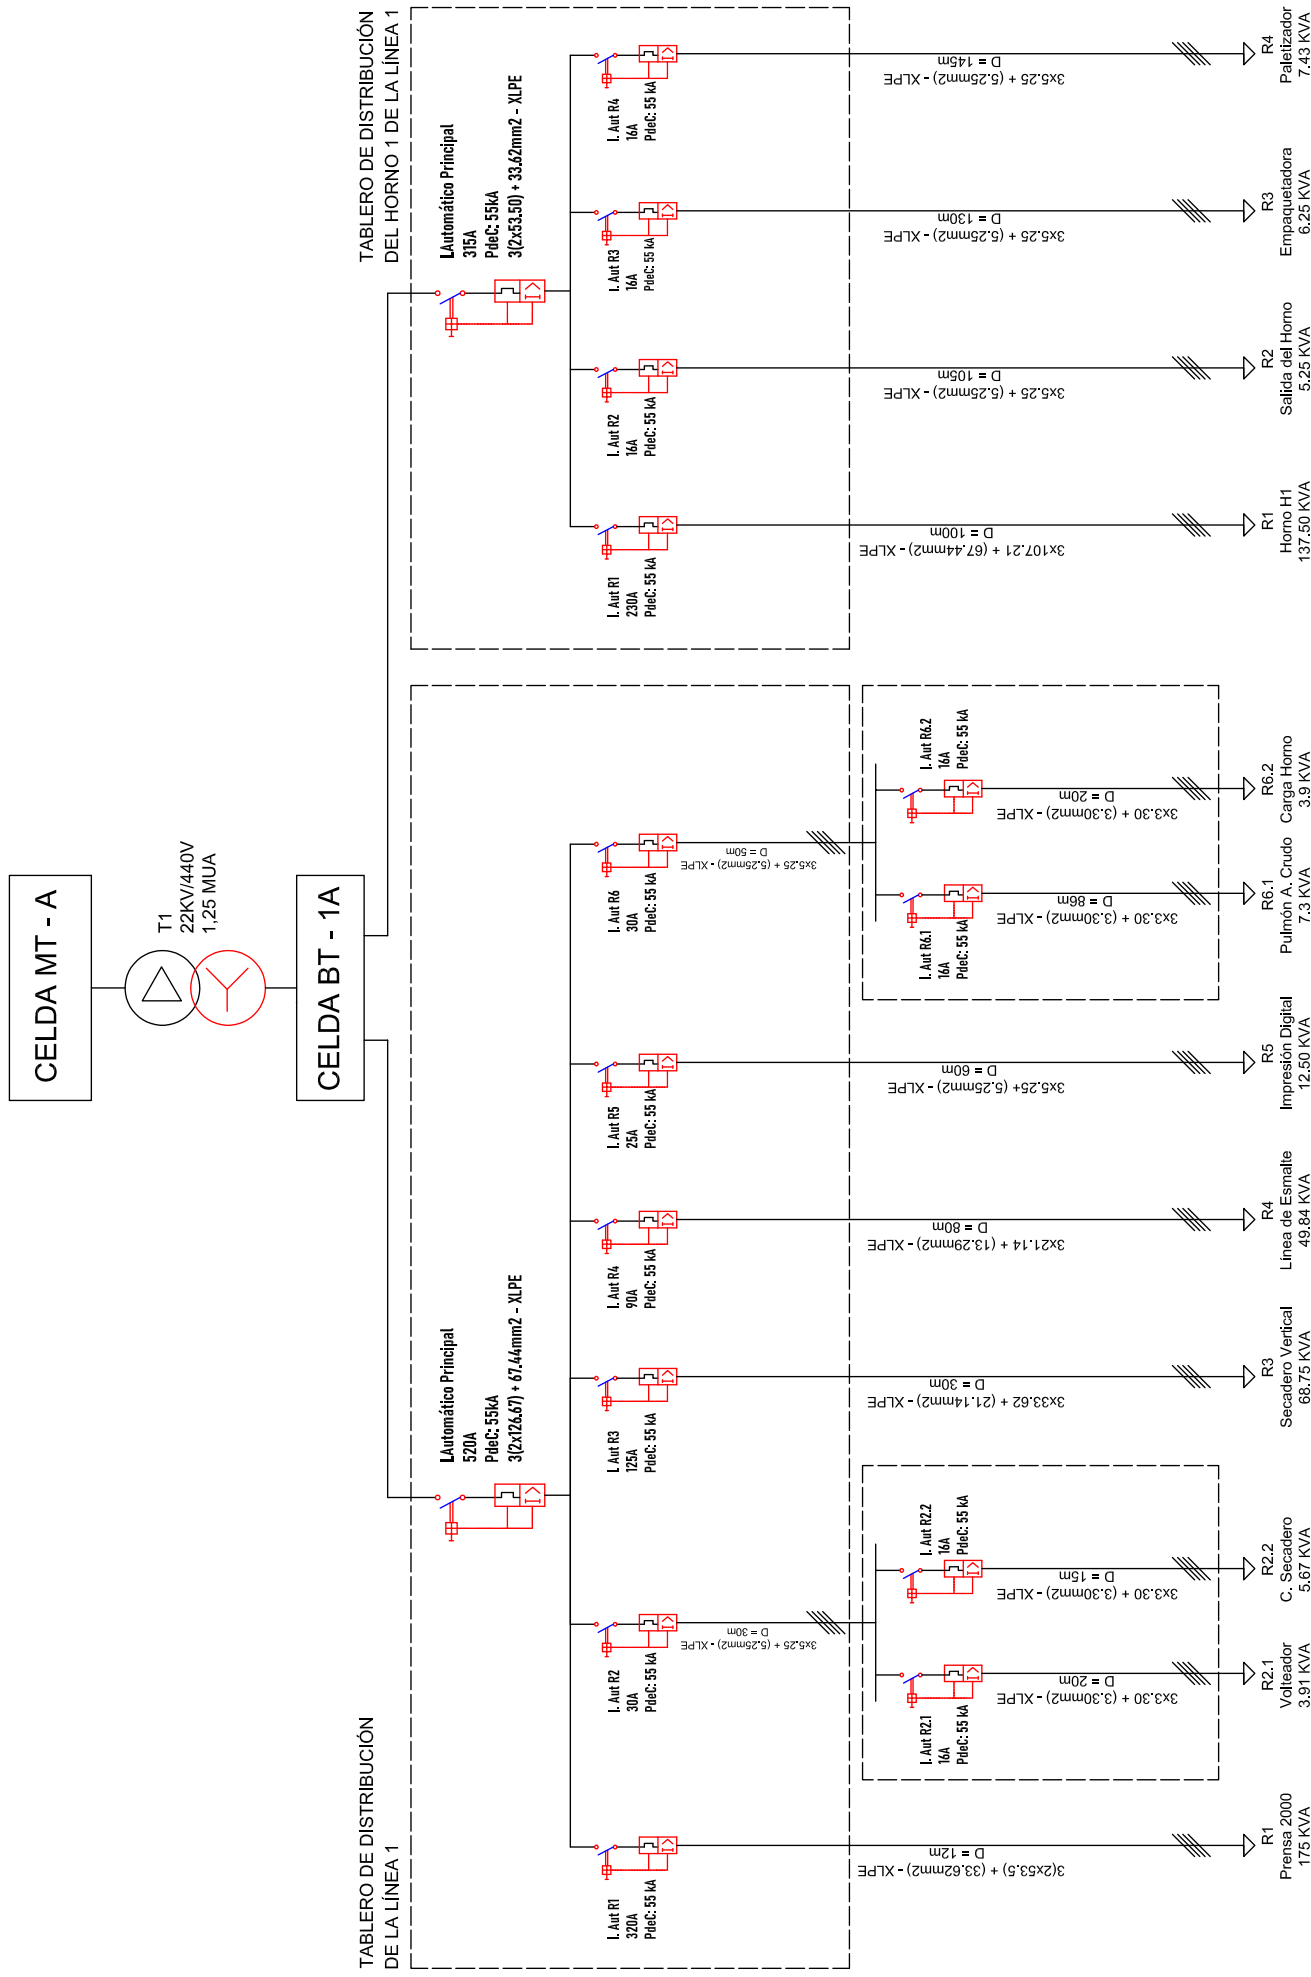 CELDA MT - A
T1
22KV/440V
1,25 MUA
CELDA BT - 1A
TABLERO DE DISTRIBUCIÓN
DE LA LÍNEA 1
I.Automático Principal
520A
PdeC: 55kA
3(2x126.67) + 67.44mm2 - XLPE
I. Aut R1
320A
PdeC: 55 kA
3(2x53.5) + (33.62mm2) - XLPE
D = 12m
R1
Prensa 2000
175 KVA
I. Aut R2
30A
PdeC: 55 kA
3x5.25 + (5.25mm2) - XLPE
D = 30m
I. Aut R2.1
16A
PdeC: 55 kA
3x3.30 + (3.30mm2) - XLPE
D = 20m
R2.1
Volteador
3.91 KVA
I. Aut R2.2
16A
PdeC: 55 kA
3x3.30 + (3.30mm2) - XLPE
D = 15m
R2.2
C. Secadero
5.67 KVA
I. Aut R3
125A
PdeC: 55 kA
3x33.62 + (21.14mm2) - XLPE
D = 30m
R3
Secadero Vertical
68.75 KVA
I. Aut R4
90A
PdeC: 55 kA
3x21.14 + (13.29mm2) - XLPE
D = 80m
R4
Línea de Esmalte
49.84 KVA
I. Aut R5
25A
PdeC: 55 kA
3x5.25+ (5.25mm2) - XLPE
D = 60m
R5
Impresión Digital
12.50 KVA
I. Aut R6
30A
PdeC: 55 kA
3x5.25 + (5.25mm2) - XLPE
D = 50m
I. Aut R6.1
16A
PdeC: 55 kA
3x3.30 + (3.30mm2) - XLPE
D = 86m
R6.1
Pulmón A. Crudo
7.3 KVA
I. Aut R6.2
16A
PdeC: 55 kA
3x3.30 + (3.30mm2) - XLPE
D = 20m
R6.2
Carga Horno
3.9 KVA
TABLERO DE DISTRIBUCIÓN
DEL HORNO 1 DE LA LÍNEA 1
I.Automático Principal
315A
PdeC: 55kA
3(2x53.50) + 33.62mm2 - XLPE
I. Aut R1
230A
PdeC: 55 kA
3x107.21 + (67.44mm2) - XLPE
D = 100m
R1
Horno H1
137.50 KVA
I. Aut R2
16A
PdeC: 55 kA
3x5.25 + (5.25mm2) - XLPE
D = 105m
R2
Salida del Horno
5.25 KVA
I. Aut R3
16A
PdeC: 55 kA
3x5.25 + (5.25mm2) - XLPE
D = 130m
R3
Empaquetadora
6.25 KVA
I. Aut R4
16A
PdeC: 55 kA
3x5.25 + (5.25mm2) - XLPE
D = 145m
R4
Paletizador
7.43 KVA